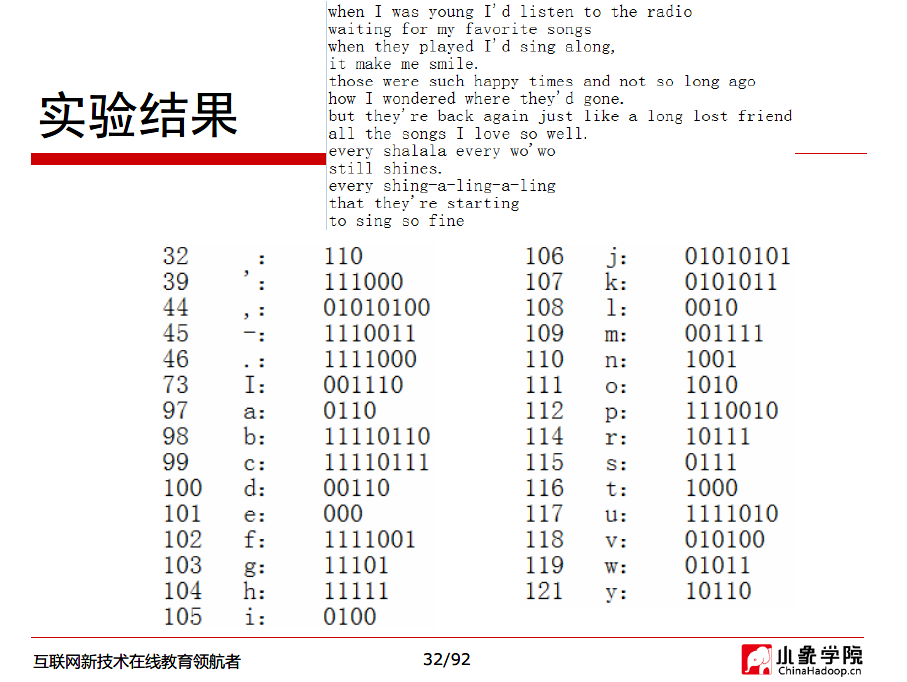 when I was young I'd listen to the radio
waiting for my favorite songs
when they played I'd sing along,
it make me smile.
those were such happy times and not so long ago
how I wondered where they'd gone.
but they're back again just like a long lost friend
all the songs I love so well.
every shalala every wo'wo
still shines.
every shing-a-ling-a-ling
that they're starting
to sing so fine
实验结果
32 : 110 106 j: 01010101
39 ': 111000 107 k: 0101011
44 ,: 01010100 108 l: 0010
45 -: 1110011 109 m: 001111
46 .: 1111000 110 n: 1001
73 I: 001110 111 o: 1010
97 a: 0110 112 p: 1110010
98 b: 11110110 114 r: 10111
99 c: 11110111 115 s: 0111
100 d: 00110 116 t: 1000
101 e: 000 117 u: 1111010
102 f: 1111001 118 v: 010100
103 g: 11101 119 w: 01011
104 h: 11111 121 y: 10110
105 i: 0100
互联网新技术在线教育领航者
32/92
小象学院
ChinaHadoop.cn